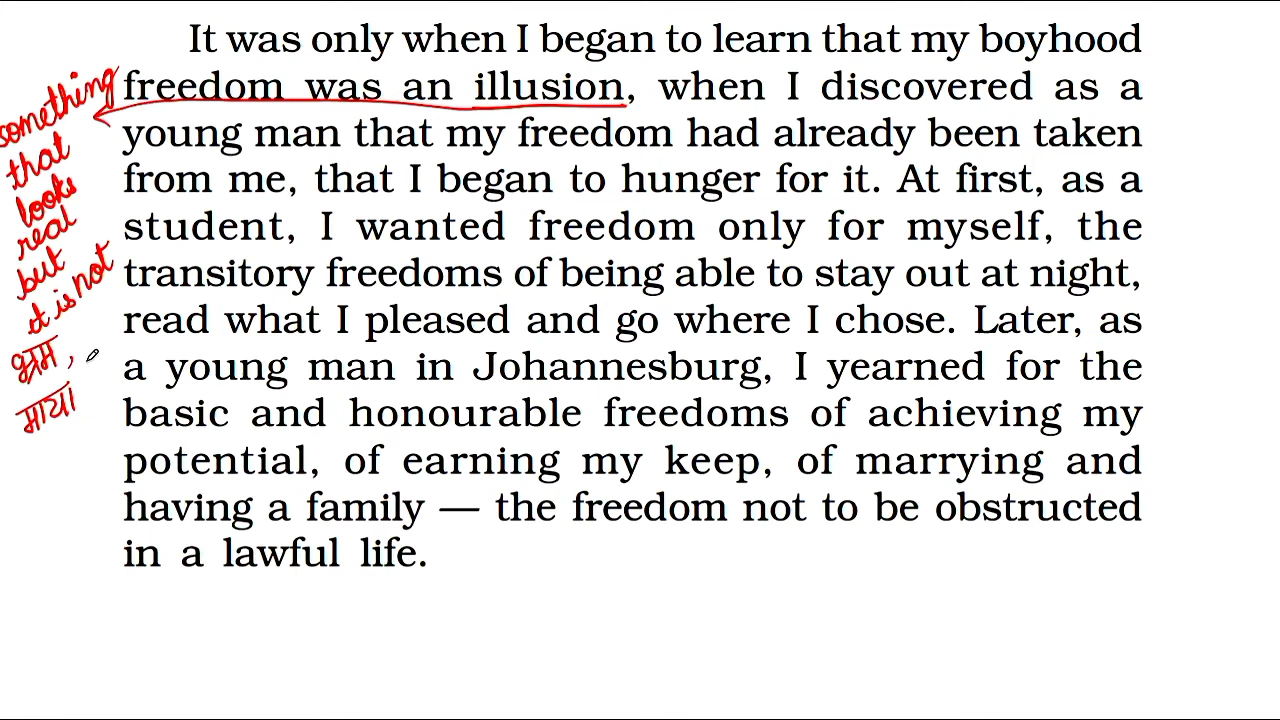 It was only when I began to learn that my boyhood
freedom was an illusion, when I discovered as a
young man that my freedom had already been taken
from me, that I began to hunger for it. At first, as a
student, I wanted freedom only for myself, the
transitory freedoms of being able to stay out at night,
read what I pleased and go where I chose. Later, as
a young man in Johannesburg, I yearned for the
basic and honourable freedoms of achieving my
potential, of earning my keep, of marrying and
having a family — the freedom not to be obstructed
in a lawful life.
something
that
looks
real
but
it is not
भ्रम,
माया